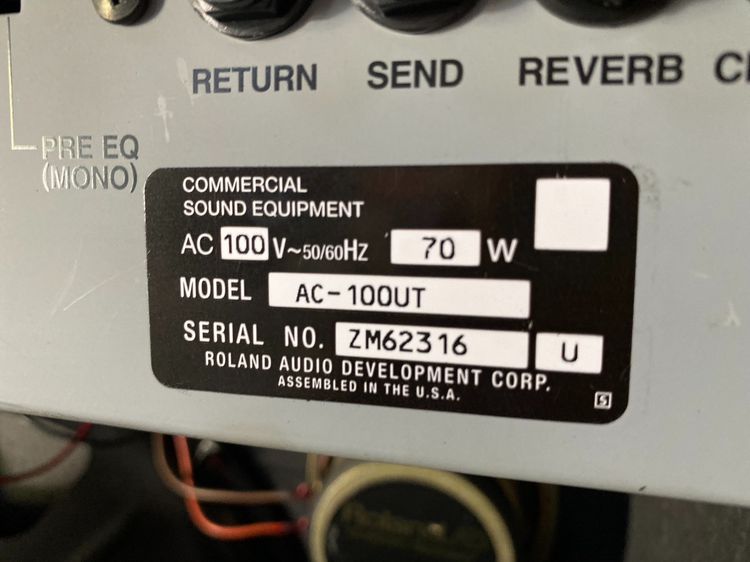 RETURN SEND REVERB
PRE EQ
(MONO)
COMMERCIAL
SOUND EQUIPMENT
AC 100 V~50/60Hz 70 W
MODEL AC-100UT
SERIAL NO. ZM62316 U
ROLAND AUDIO DEVELOPMENT CORP.
ASSEMBLED IN THE U.S.A.
S
Roland